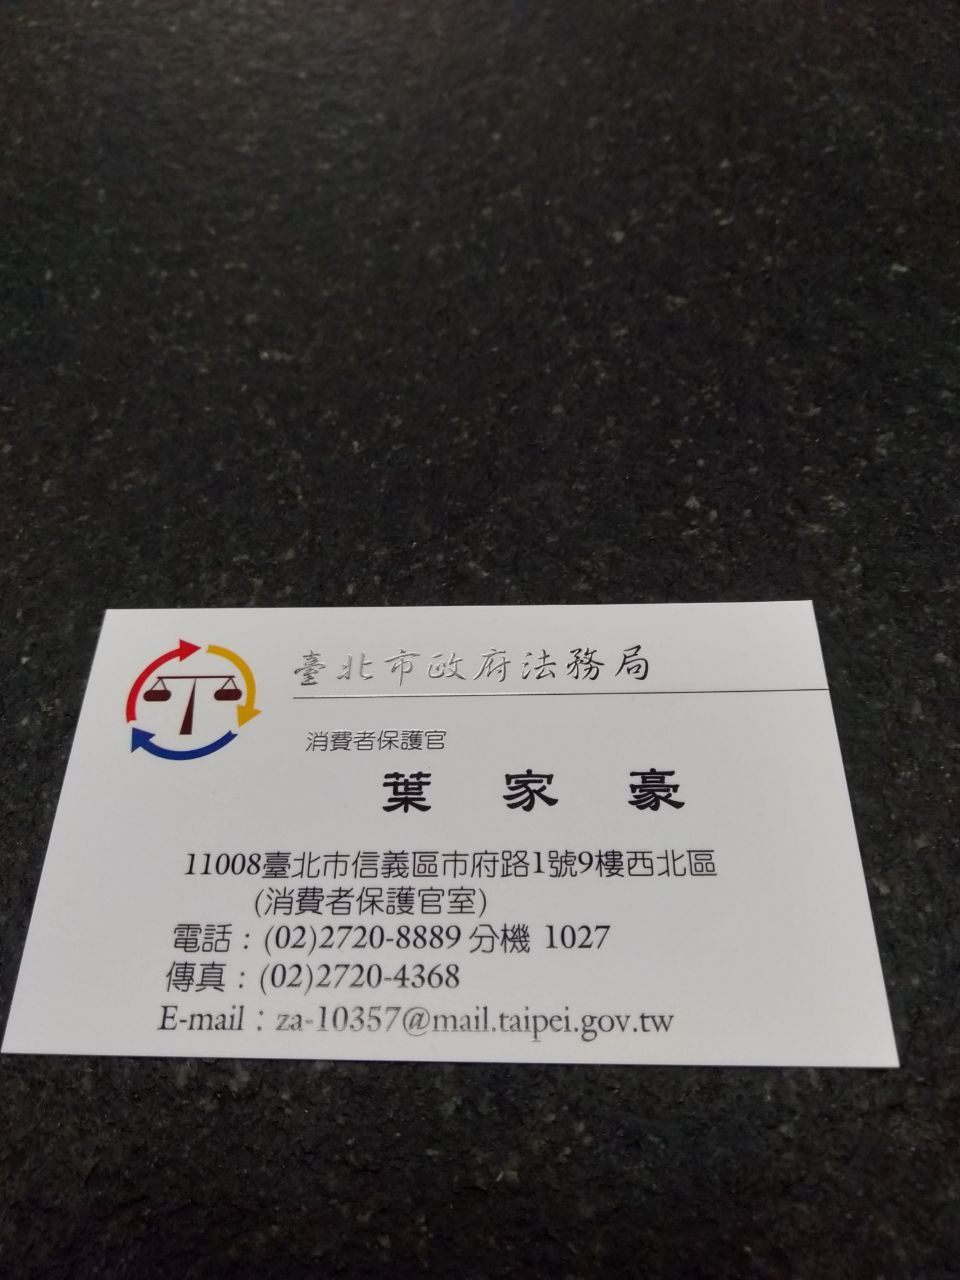 臺北市政府法務局
消費者保護官
葉家豪
11008臺北市信義區市府路1號9樓西北區
(消費者保護官室)
電話：(02)2720-8889 分機 1027
傳真：(02)2720-4368
E-mail：za-10357@mail.taipei.gov.tw